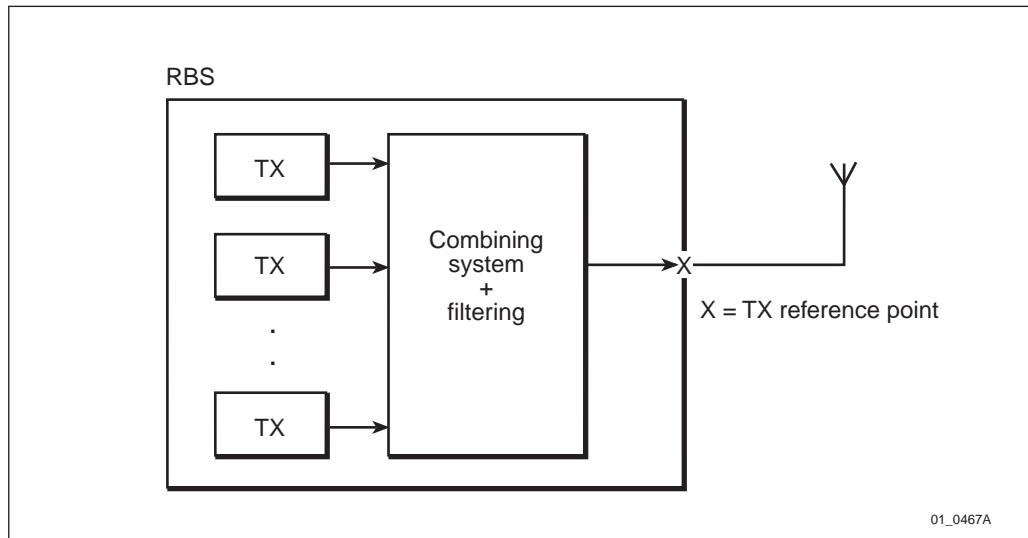 RBS
TX
TX
.
.
TX
Combining
system
+
filtering
X
X = TX reference point
01_0467A